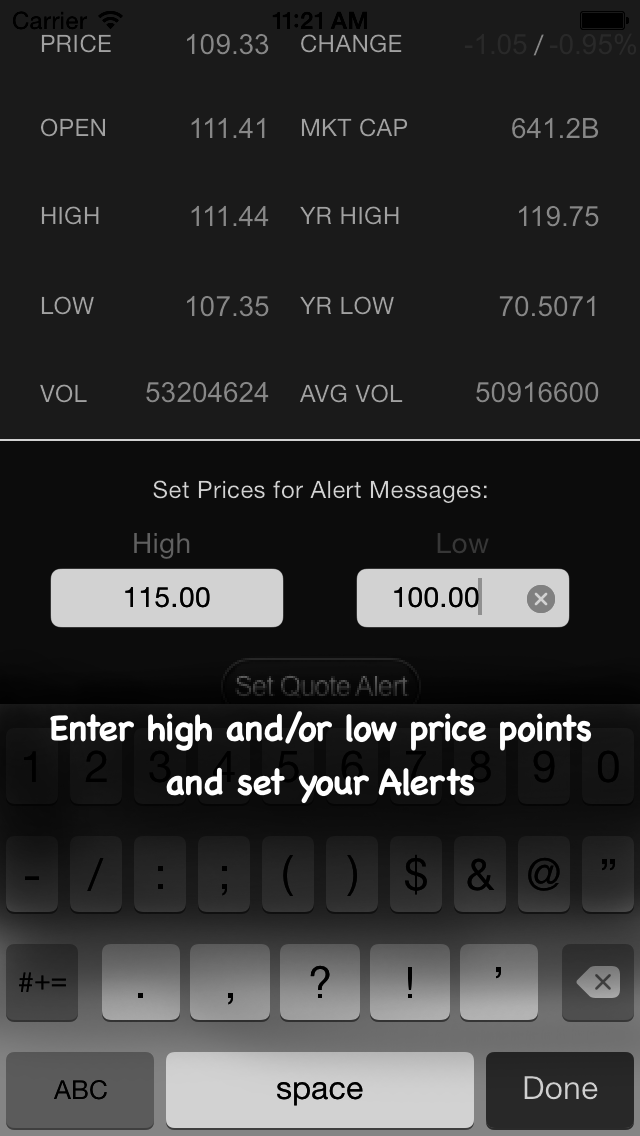 Carrier 11:21 AM
PRICE 109.33 CHANGE -1.05 / -0.95%
OPEN 111.41 MKT CAP 641.2B
HIGH 111.44 YR HIGH 119.75
LOW 107.35 YR LOW 70.5071
VOL 53204624 AVG VOL 50916600
Set Prices for Alert Messages:
High Low
115.00 100.00
Set Quote Alert
Enter high and/or low price points
1 2 3 4 5 6 7 8 9 0
and set your Alerts
- / : ; ( ) $ & @ ”
#+= . , ? ! ’
ABC space Done